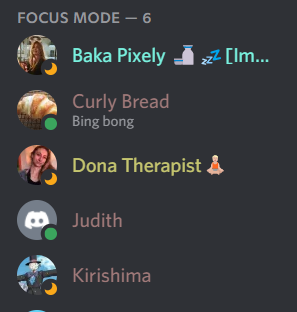 FOCUS MODE — 6
Baka Pixely 💤 [Im...
Curly Bread
Bing bong
Dona Therapist 🧘
Judith
Kirishima